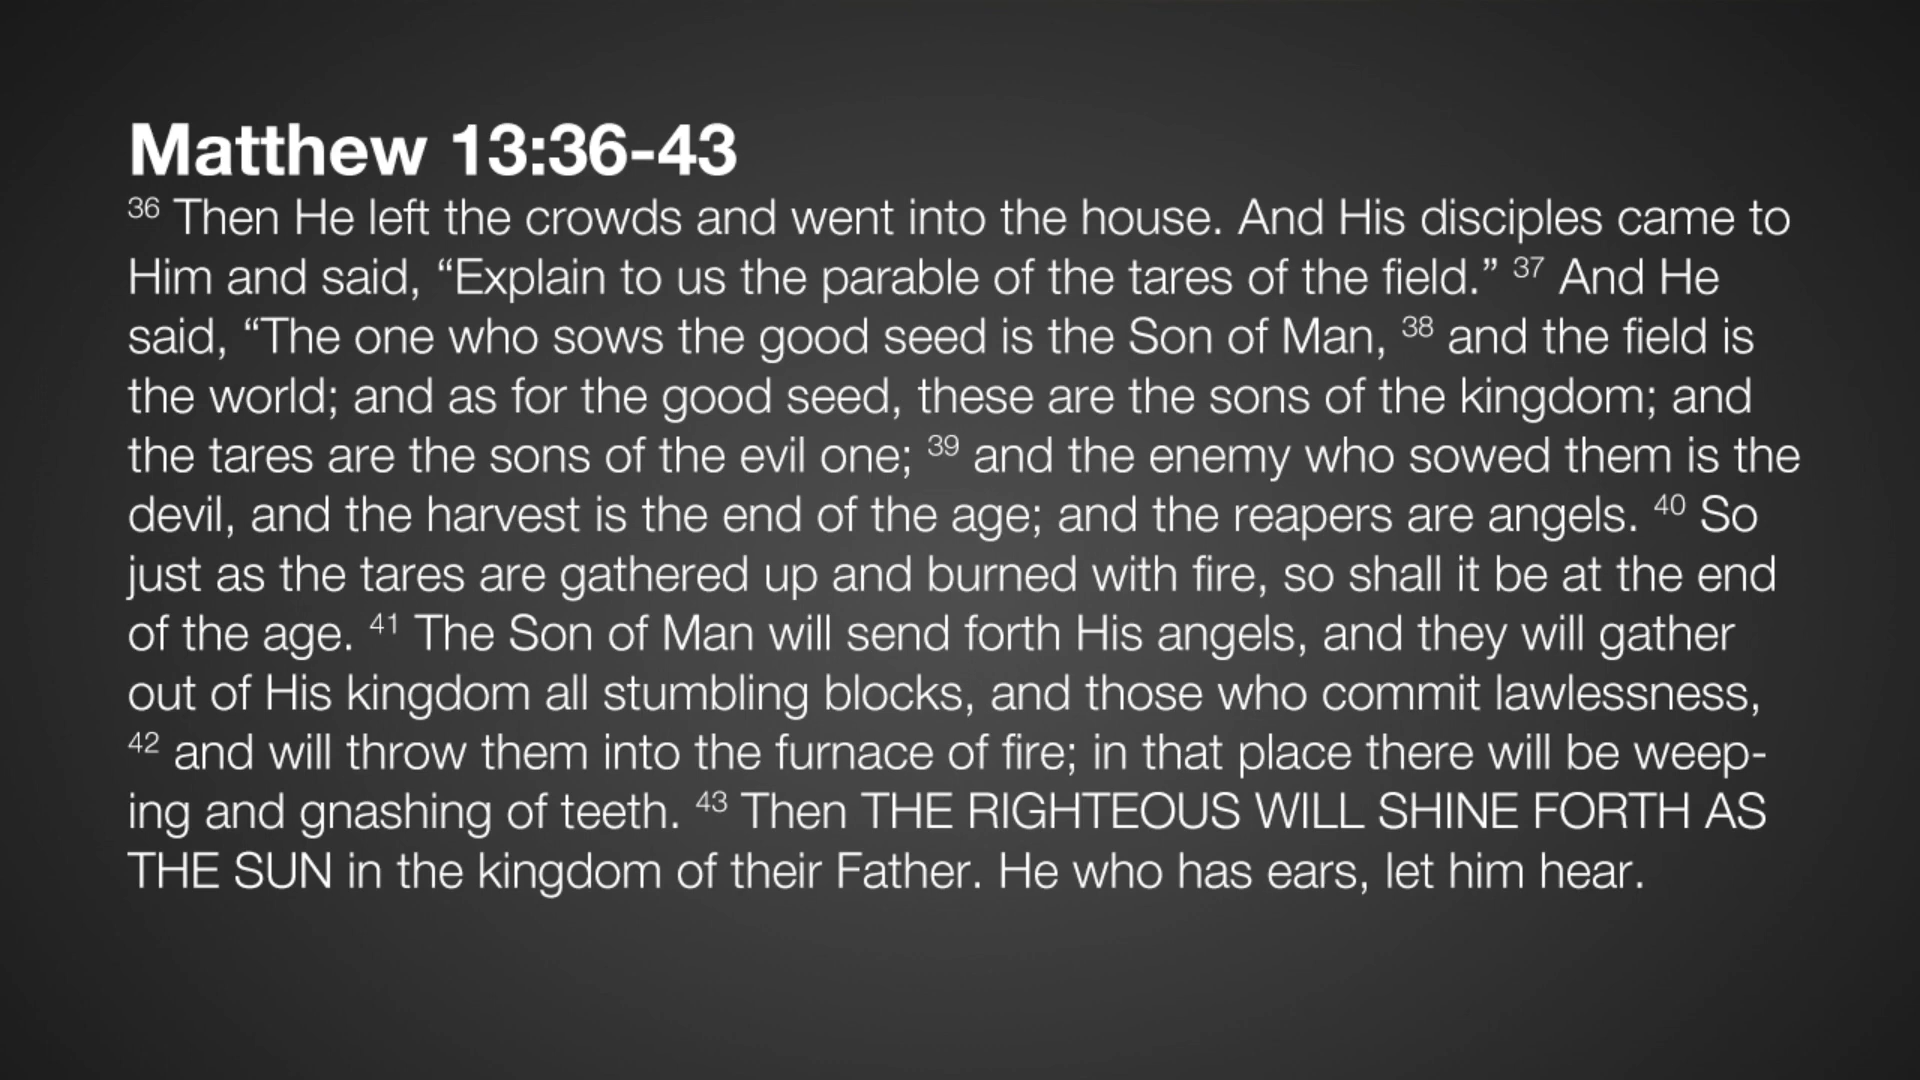 Matthew 13:36-43
36 Then He left the crowds and went into the house. And His disciples came to
Him and said, “Explain to us the parable of the tares of the field.” 37 And He
said, “The one who sows the good seed is the Son of Man, 38 and the field is
the world; and as for the good seed, these are the sons of the kingdom; and
the tares are the sons of the evil one; 39 and the enemy who sowed them is the
devil, and the harvest is the end of the age; and the reapers are angels. 40 So
just as the tares are gathered up and burned with fire, so shall it be at the end
of the age. 41 The Son of Man will send forth His angels, and they will gather
out of His kingdom all stumbling blocks, and those who commit lawlessness,
42 and will throw them into the furnace of fire; in that place there will be weep-
ing and gnashing of teeth. 43 Then THE RIGHTEOUS WILL SHINE FORTH AS
THE SUN in the kingdom of their Father. He who has ears, let him hear.